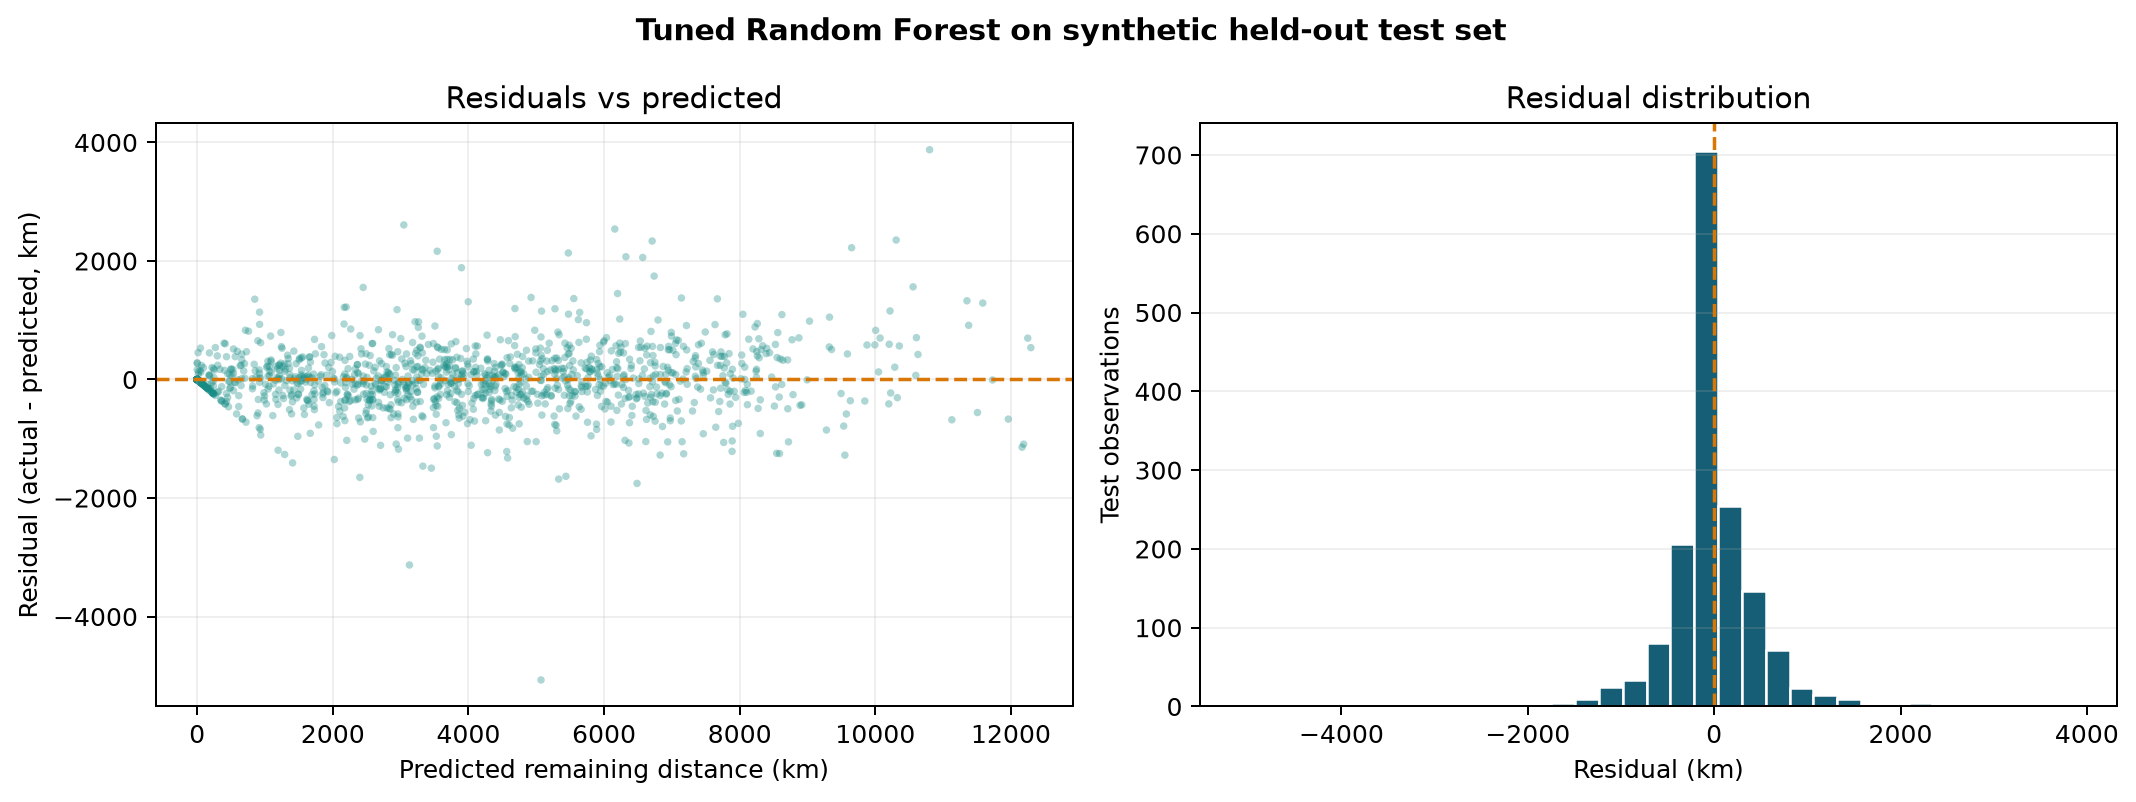 Tuned Random Forest on synthetic held-out test set
Residuals vs predicted
4000
2000
0
−2000
−4000
Residual (actual - predicted, km)
0 2000 4000 6000 8000 10000 12000
Predicted remaining distance (km)
Residual distribution
700
600
500
400
300
200
100
0
Test observations
−4000 −2000 0 2000 4000
Residual (km)